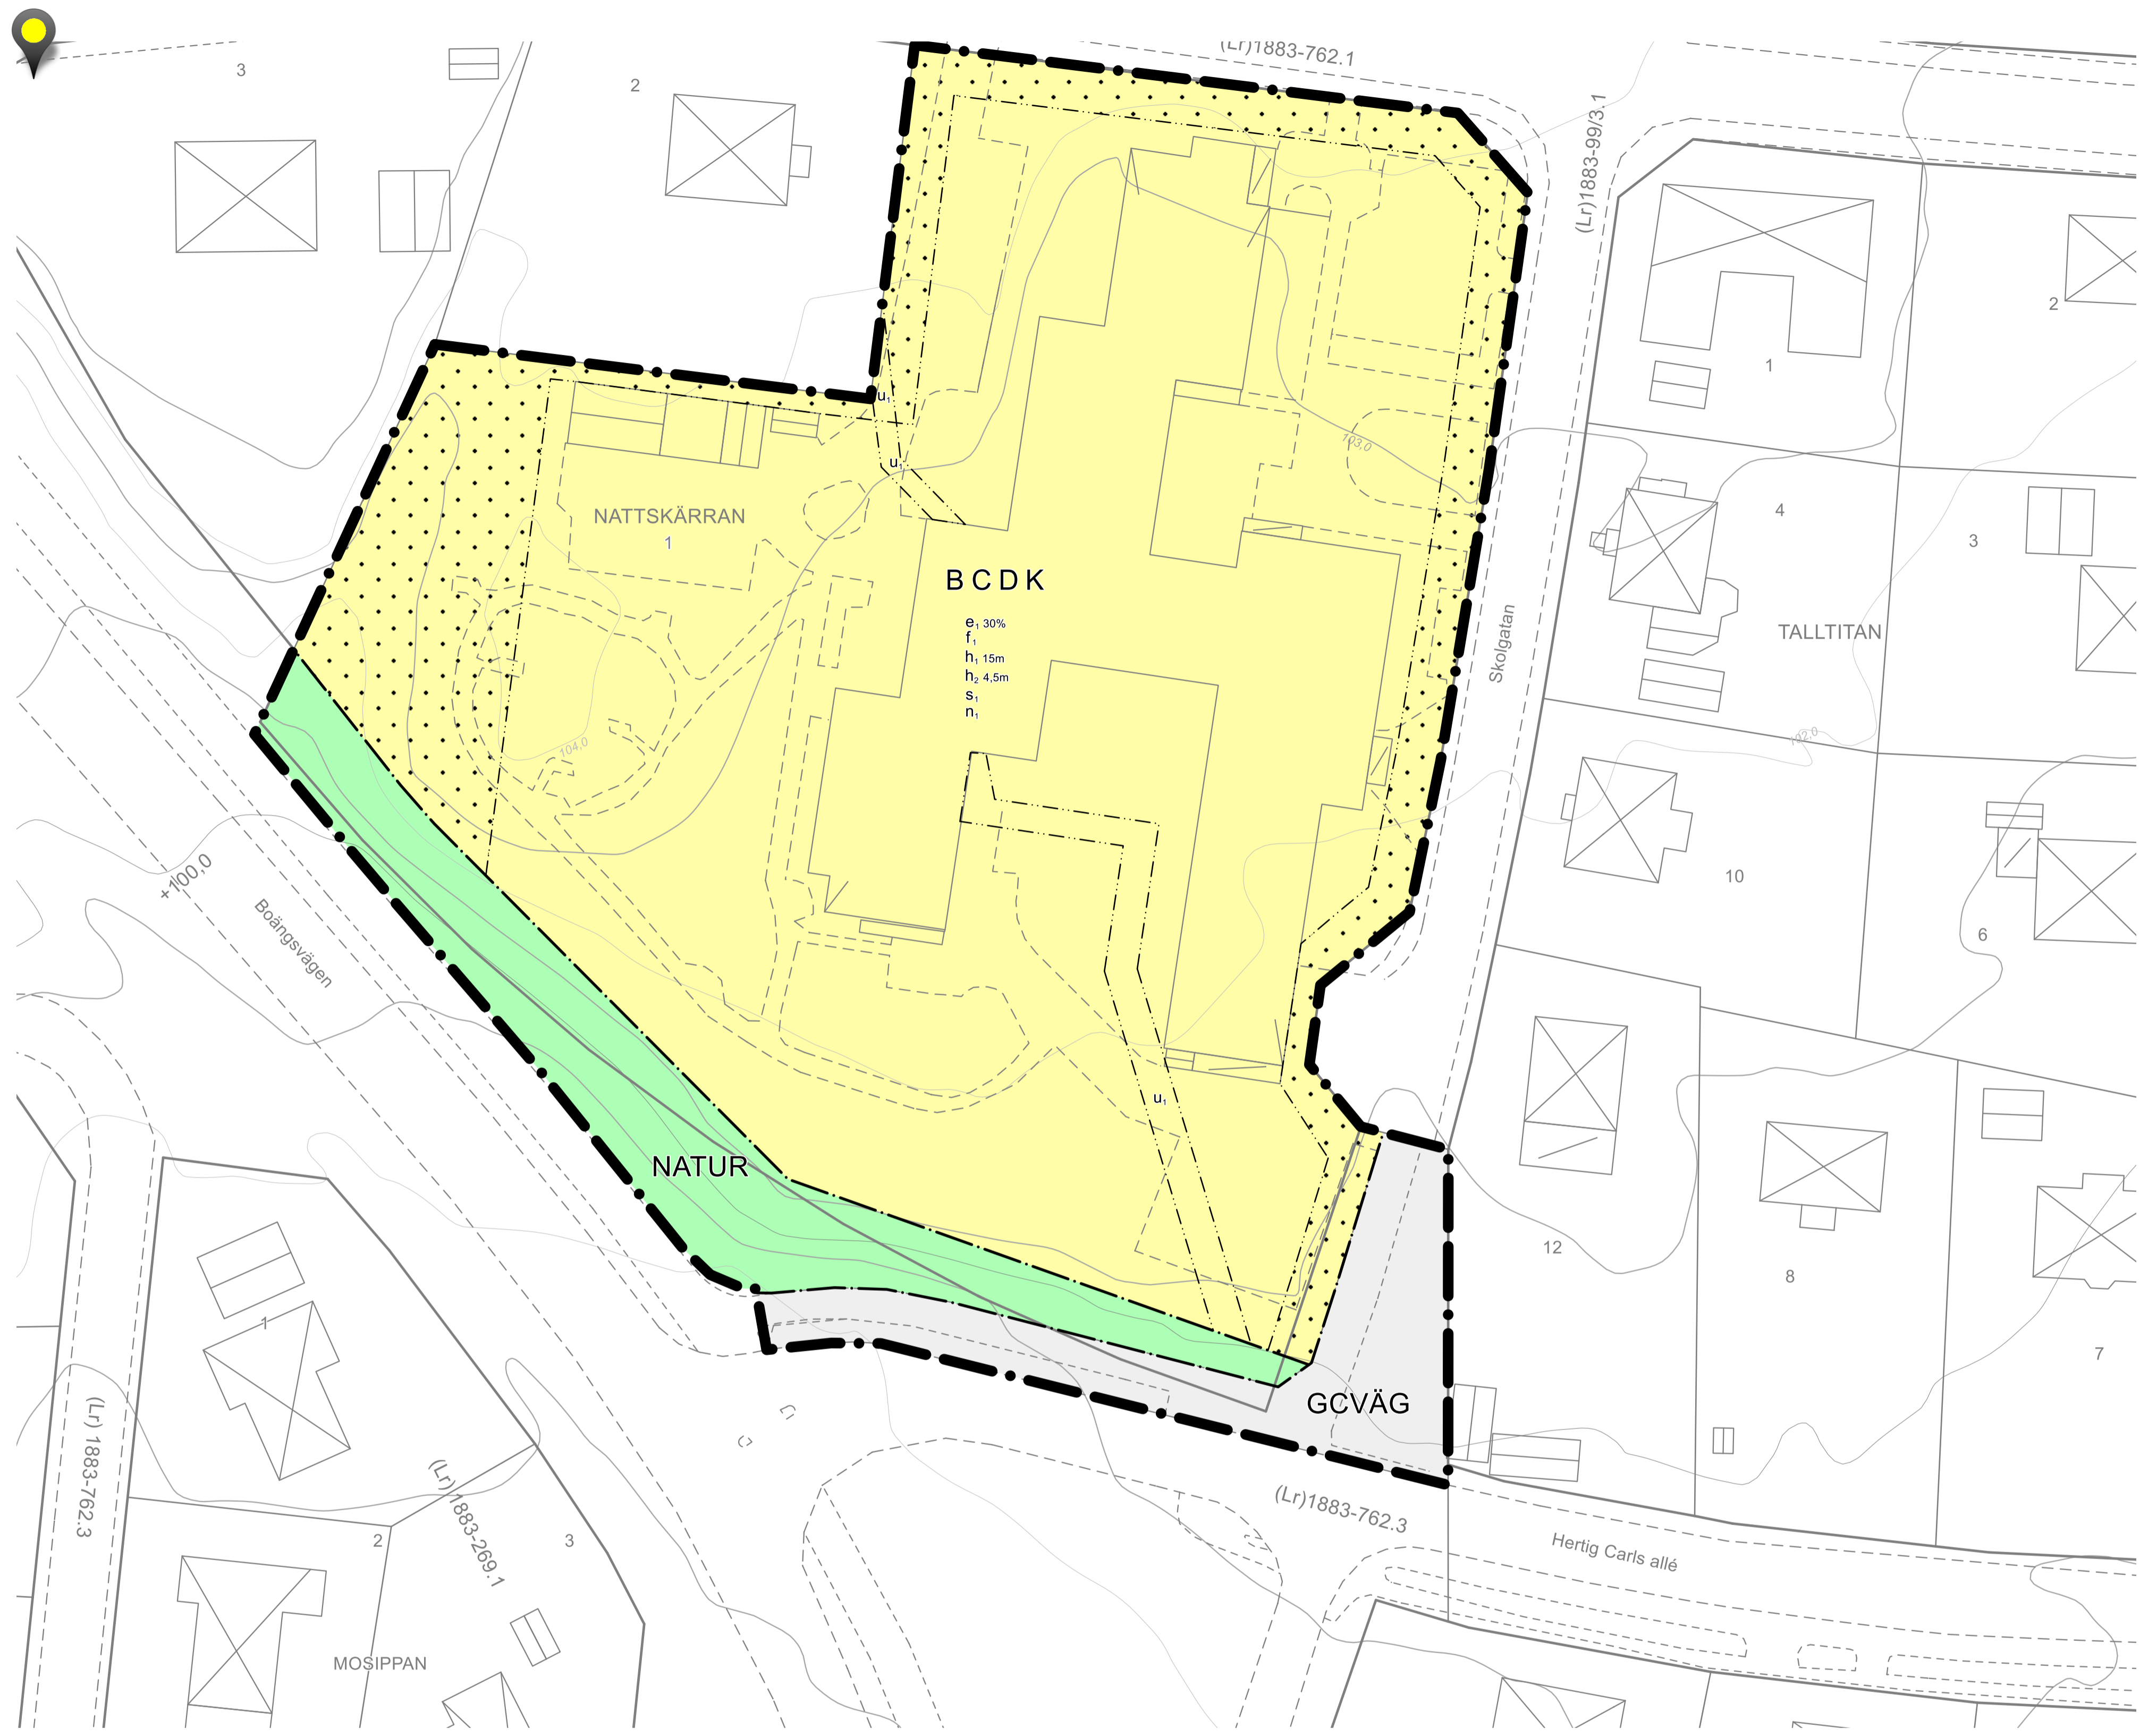 (Lr)1883-762.1
3
2
(Lr)1883-99/3.1
2
1
u1
103,0
u1
4
NATTSKÄRRAN
1
3
BCDK
e1 30%
f1
h1 15m
h2 4,5m
s1
n1
Skolgatan
TALLTITAN
104,0
102,0
+100,0
10
Boängsvägen
6
u1
NATUR
12
8
1
7
GCVÄG
(Lr)1883-762.3
(Lr)1883-762.3
(Lr)1883-269.1
2
3
Hertig Carls allé
MOSIPPAN